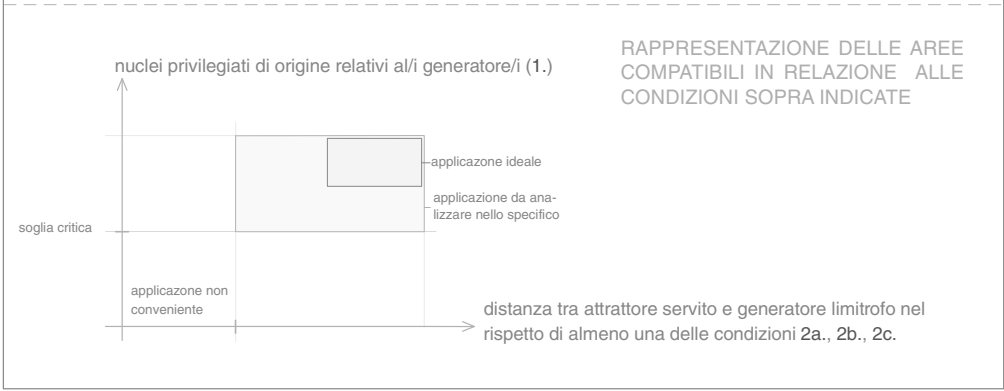 RAPPRESENTAZIONE DELLE AREE
COMPATIBILI IN RELAZIONE ALLE
CONDIZIONI SOPRA INDICATE
nuclei privilegiati di origine relativi al/i generatore/i (1.)
applicazone ideale
applicazione da ana-
lizzare nello specifico
soglia critica
applicazone non
conveniente
distanza tra attrattore servito e generatore limitrofo nel
rispetto di almeno una delle condizioni 2a., 2b., 2c.